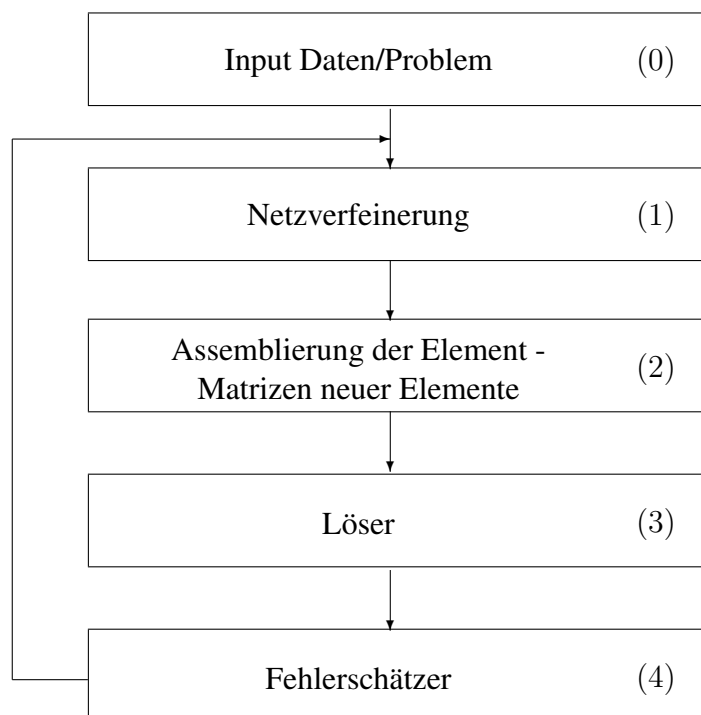 Input Daten/Problem (0)
Netzverfeinerung (1)
Assemblierung der Element -
Matrizen neuer Elemente (2)
Löser (3)
Fehlerschätzer (4)